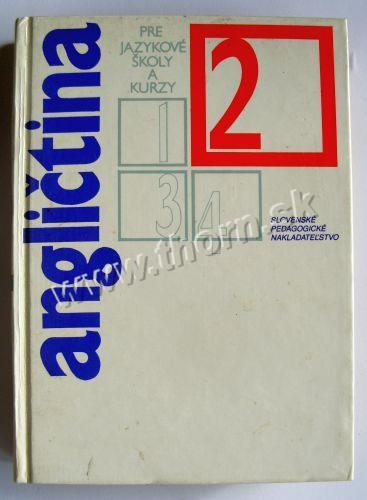 angličtina
PRE
JAZYKOVÉ
ŠKOLY
A
KURZY
1
2
3
4
SLOVENSKÉ
PEDAGOGICKÉ
NAKLADATEĽSTVO
www.thorn.sk